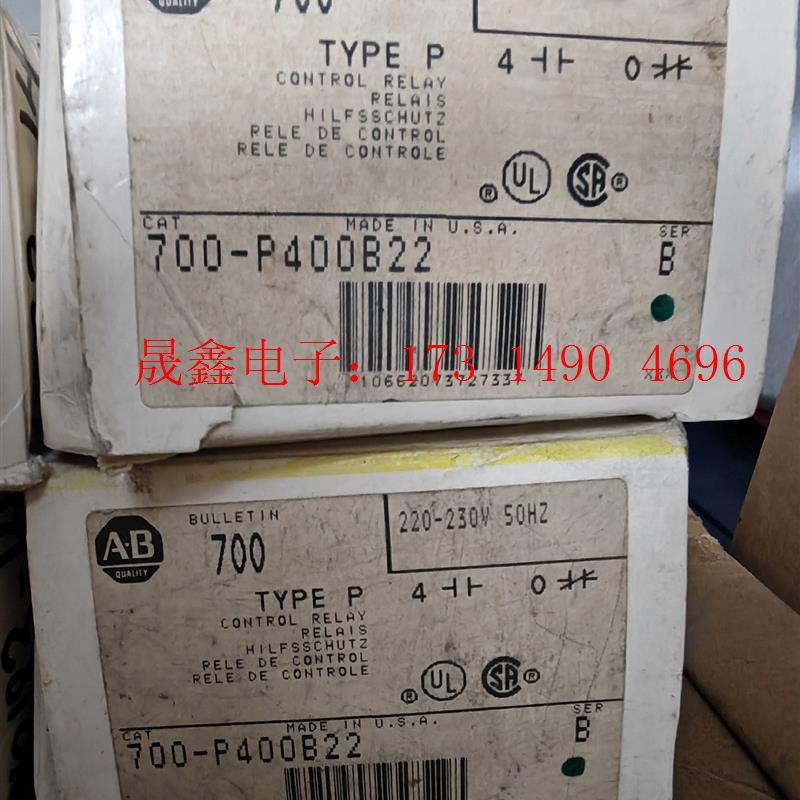 QUALITY
700
TYPE P
4 0
CONTROL RELAY
RELAIS
HILFSSCHUTZ
RELE DE CONTROL
RELE DE CONTROLE
® UL SA ®
CAT MADE IN U.S.A. SER
700-P400B22 B
晟鑫电子：173 1490 4696
XXX
A-B
QUALITY
BULLETIN
700
220-230V 50HZ
TYPE P
4 0
CONTROL RELAY
RELAIS
HILFSSCHUTZ
RELE DE CONTROL
RELE DE CONTROLE
® UL SA ®
CAT MADE IN U.S.A. SER
700-P400B22 B